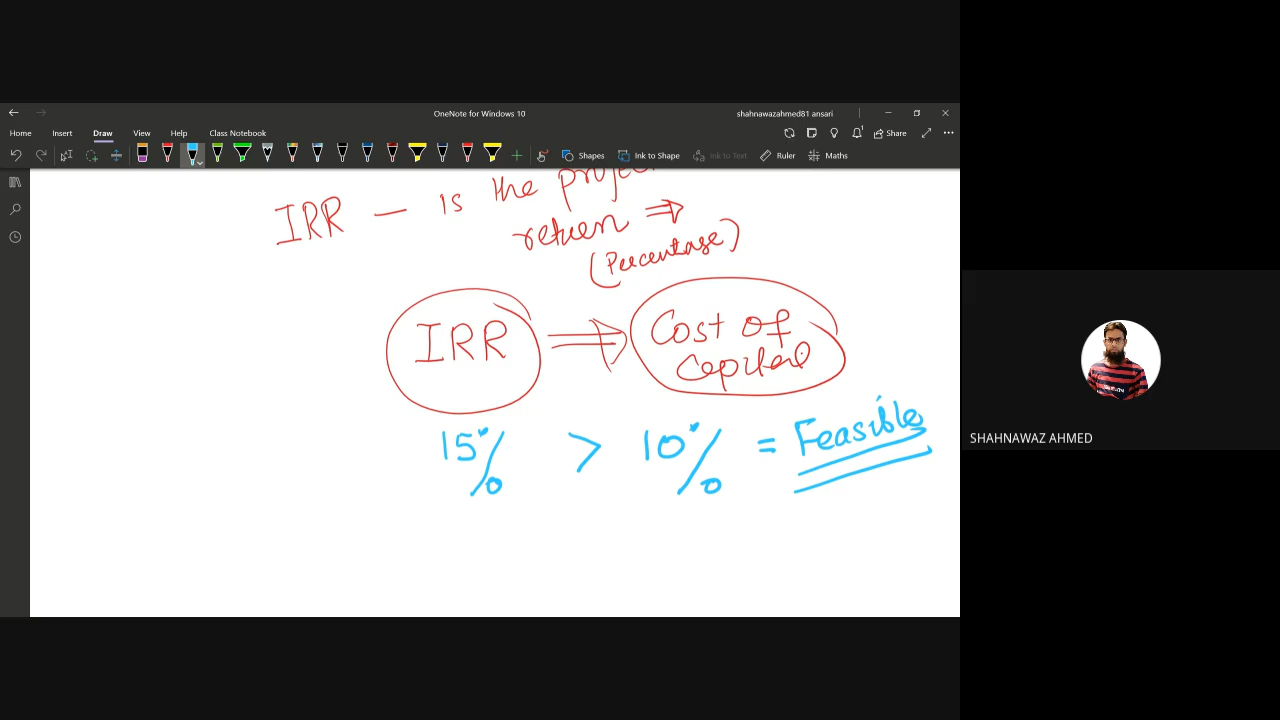 OneNote for Windows 10
shahnawazahmed81 ansari
Home Insert Draw View Help Class Notebook
Share
Shapes Ink to Shape Ink to Text Ruler Maths
IRR — is the project
return ⇒
(Percentage)
IRR ⇒ Cost of
Capital
15% > 10% = Feasible
SHAHNAWAZ AHMED